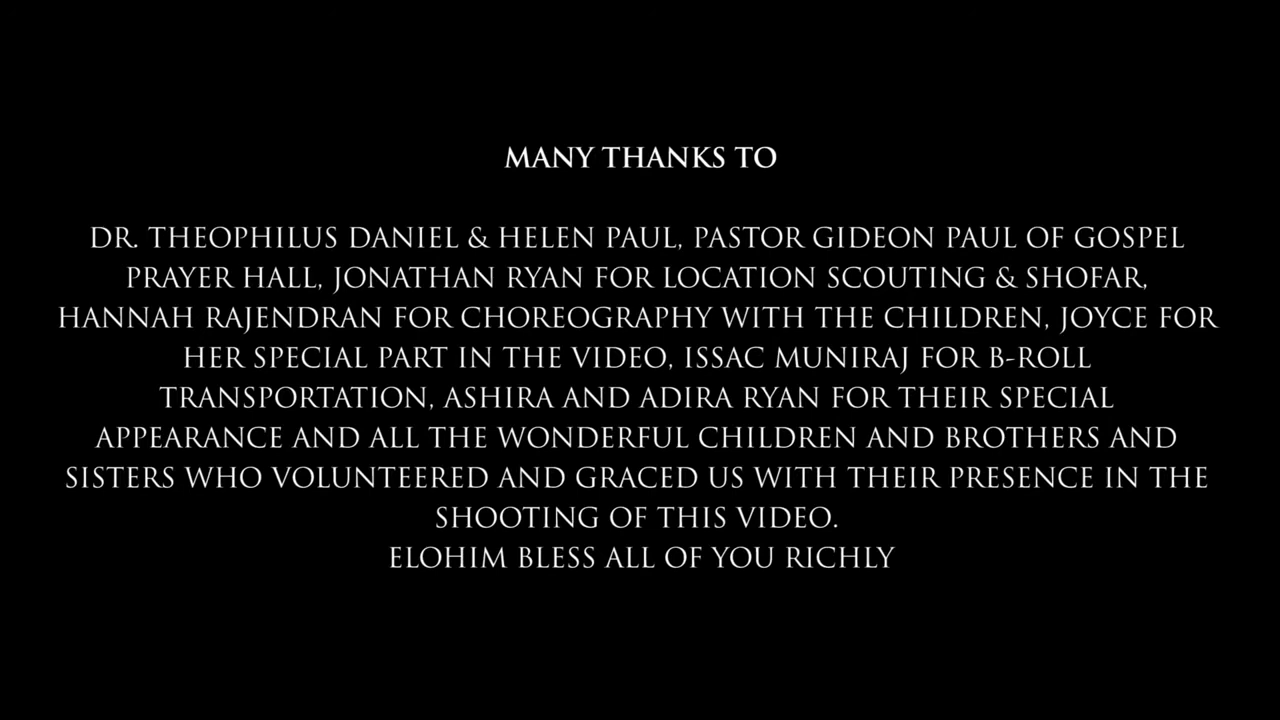 MANY THANKS TO
DR. THEOPHILUS DANIEL & HELEN PAUL, PASTOR GIDEON PAUL OF GOSPEL
PRAYER HALL, JONATHAN RYAN FOR LOCATION SCOUTING & SHOFAR,
HANNAH RAJENDRAN FOR CHOREOGRAPHY WITH THE CHILDREN, JOYCE FOR
HER SPECIAL PART IN THE VIDEO, ISSAC MUNIRAJ FOR B-ROLL
TRANSPORTATION, ASHIRA AND ADIRA RYAN FOR THEIR SPECIAL
APPEARANCE AND ALL THE WONDERFUL CHILDREN AND BROTHERS AND
SISTERS WHO VOLUNTEERED AND GRACED US WITH THEIR PRESENCE IN THE
SHOOTING OF THIS VIDEO.
ELOHIM BLESS ALL OF YOU RICHLY